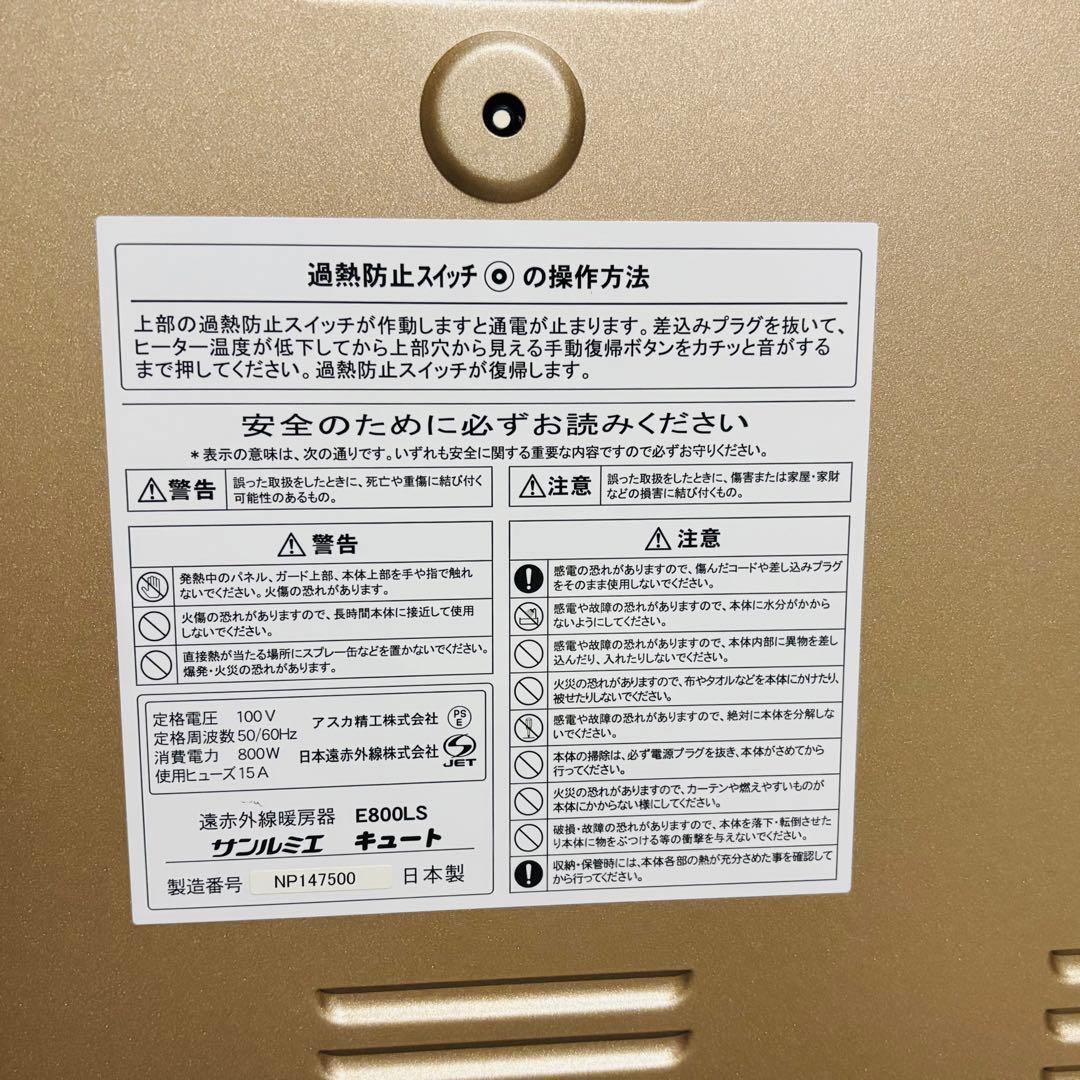 過熱防止スイッチ◎の操作方法
上部の過熱防止スイッチが作動しますと通電が止まります。差込みプラグを抜いて、
ヒーター温度が低下してから上部穴から見える手動復帰ボタンをカチッと音がする
まで押してください。過熱防止スイッチが復帰します。
安全のために必ずお読みください
*表示の意味は、次の通りです。いずれも安全に関する重要な内容ですので必ずお守りください。
警告
誤った取扱をしたときに、死亡や重傷に結び付く
可能性のあるもの。
注意
誤った取扱をしたときに、傷害または家屋・家財
などの損害に結び付くもの。
警告
発熱中のパネル、ガード上部、本体上部を手や指で触れ
ないでください。火傷の恐れがあります。
火傷の恐れがありますので、長時間本体に接近して使用
しないでください。
直接熱が当たる場所にスプレー缶などを置かないでください。
爆発・火災の恐れがあります。
定格電圧 100V
定格周波数 50/60Hz
消費電力 800W
使用ヒューズ15A
アスカ精工株式会社
PS
E
日本遠赤外線株式会社
JET
遠赤外線暖房器 E800LS
サンルミエ キュート
製造番号 NP147500 日本製
注意
感電の恐れがありますので、傷んだコードや差し込みプラグ
をそのまま使用しないでください。
感電や故障の恐れがありますので、本体に水分がかから
ないようにしてください。
感電や故障の恐れがありますので、本体内部に異物を差し
込んだり、入れたりしないでください。
火災の恐れがありますので、布やタオルなどを本体にかけたり、
被せたりしないでください。
感電や故障の恐れがありますので、絶対に本体を分解しな
いでください。
本体の掃除は、必ず電源プラグを抜き、本体がさめてから
行ってください。
火災の恐れがありますので、カーテンや燃えやすいものが
本体にかからない様にしてください。
破損・故障の恐れがありますので、本体を落下・転倒させた
り本体に物をぶつける等の衝撃を与えないでください。
収納・保管時には、本体各部の熱が充分さめた事を確認して
から行ってください。